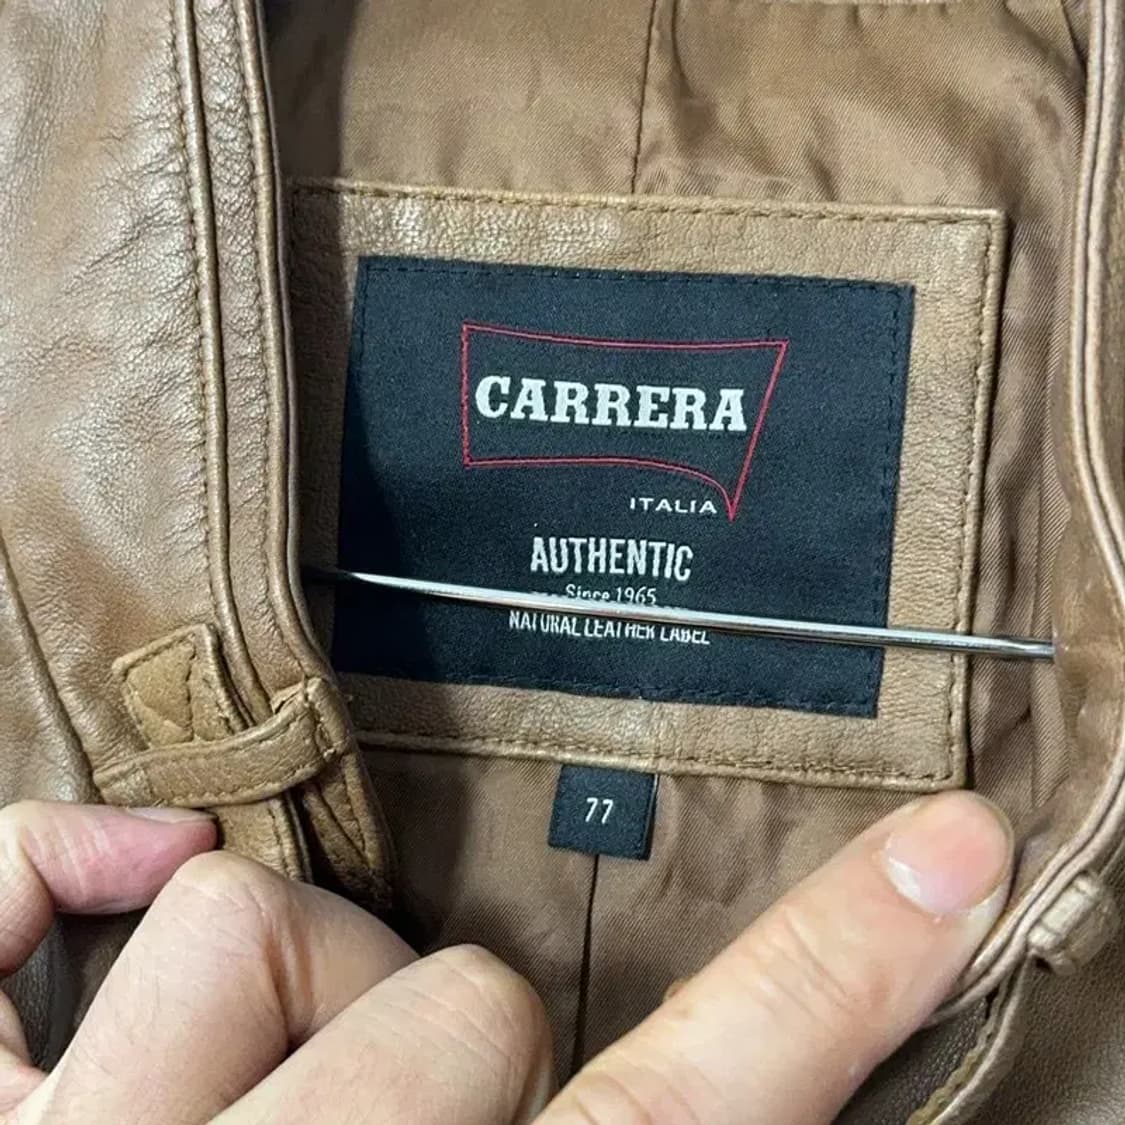 CARRERA
ITALIA
AUTHENTIC
Since 1965
NATURAL LEATHER LABEL
77